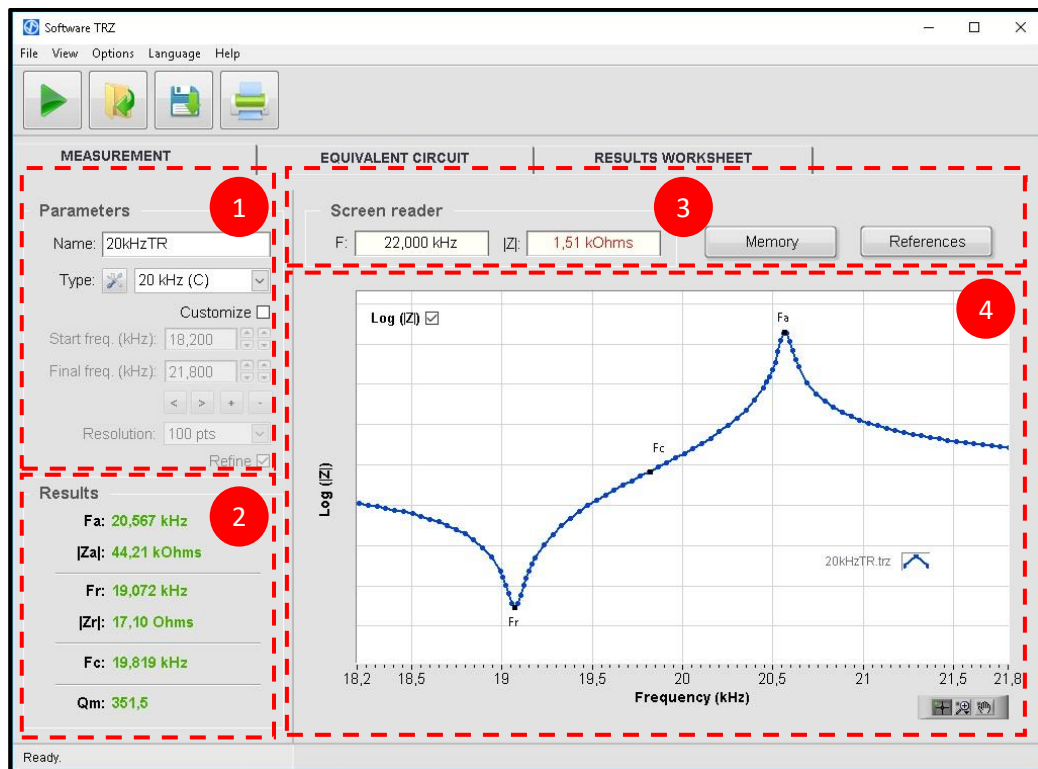 Software TRZ
File View Options Language Help
MEASUREMENT EQUIVALENT CIRCUIT RESULTS WORKSHEET
Parameters
1
Name: 20kHzTR
Type: 20 kHz (C)
Customize
Start freq. (kHz): 18,200
Final freq. (kHz): 21,800
< > + -
Resolution: 100 pts
Refine
Results
2
Fa: 20,567 kHz
|Za|: 44,21 kOhms
Fr: 19,072 kHz
|Zr|: 17,10 Ohms
Fc: 19,819 kHz
Qm: 351,5
Screen reader
3
F: 22,000 kHz |Z|: 1,51 kOhms Memory References
4
Log (|Z|)
Fa
Fc
Log (|Z|)
20kHzTR.trz
Fr
18,2 18,5 19 19,5 20 20,5 21 21,5 21,8
Frequency (kHz)
Ready.